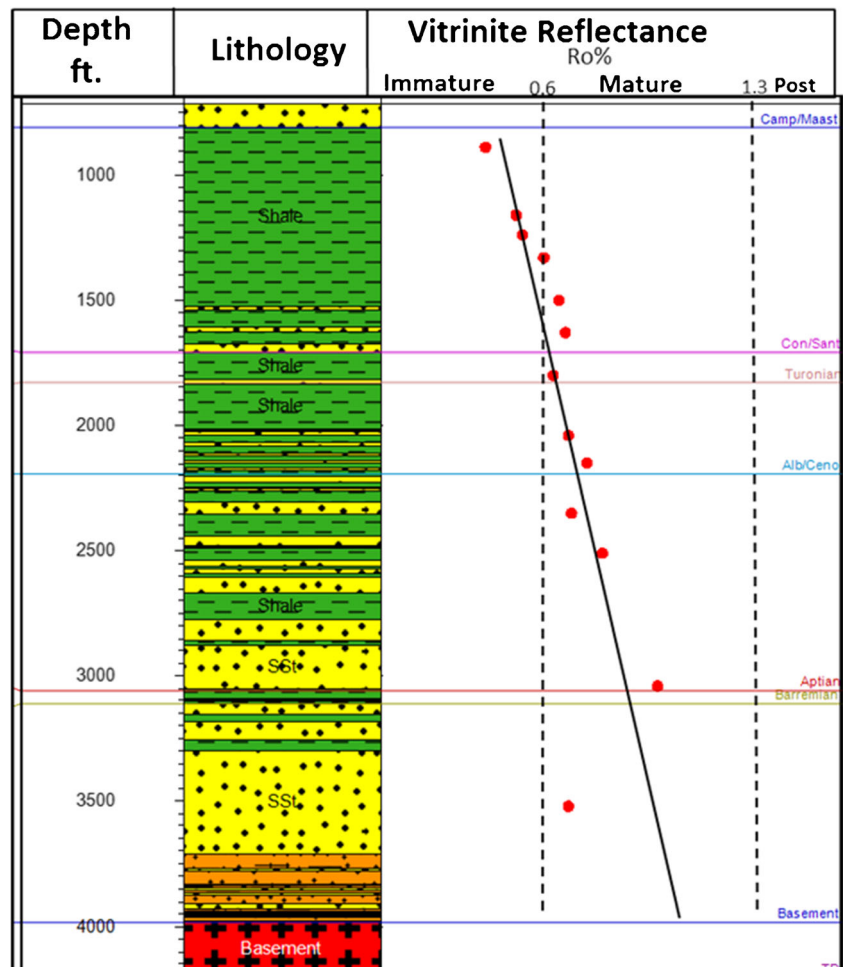 Depth ft.
Lithology
Vitrinite Reflectance
Ro%
Immature 0.6 Mature 1.3 Post
Camp/Maast
1000
Shale
1500
Con/Sant
Shale
Turonian
Shale
2000
Alb/Ceno
2500
Shale
SSt
3000
Aptian
Barremian
3500
SSt
Basement
4000
Basement